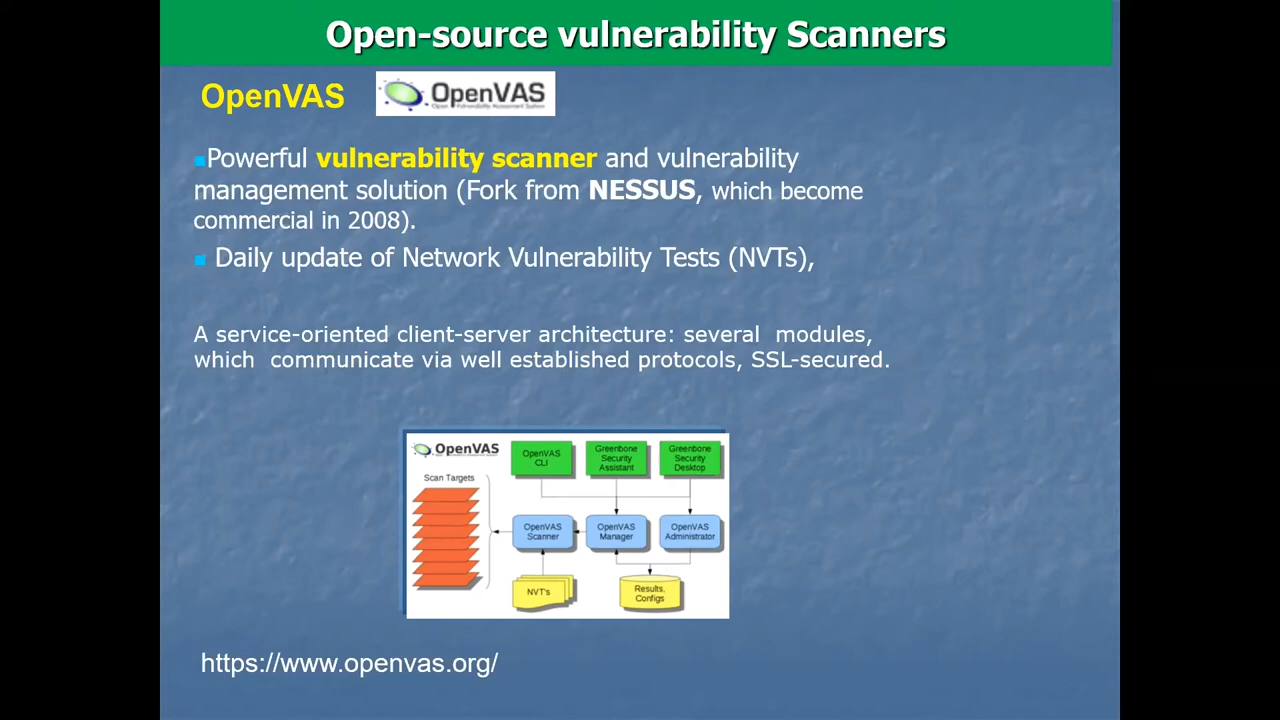 Open-source vulnerability Scanners
OpenVAS
OpenVAS
Powerful vulnerability scanner and vulnerability
management solution (Fork from NESSUS, which become
commercial in 2008).
Daily update of Network Vulnerability Tests (NVTs),
A service-oriented client-server architecture: several modules,
which communicate via well established protocols, SSL-secured.
OpenVAS
OpenVAS
CLI
Greenbone
Security
Assistant
Greenbone
Security
Desktop
Scan Targets
OpenVAS
Scanner
OpenVAS
Manager
OpenVAS
Administrator
NVT's
Results,
Configs
https://www.openvas.org/